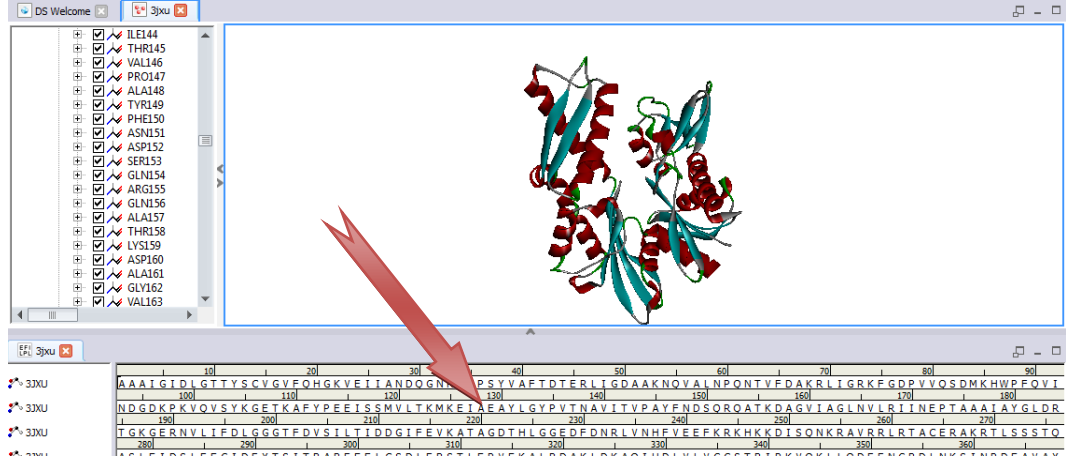 DS Welcome 3jxu
ILE144
THR145
VAL146
PRO147
ALA148
TYR149
PHE150
ASN151
ASP152
SER153
GLN154
ARG155
GLN156
ALA157
THR158
LYS159
ASP160
ALA161
GLY162
VAL163
3jxu
10 20 30 40 50 60 70 80 90
3JXU AAAIGIDLGTTYSCVGVFQHGKVEIIANDQGN PSYVAFTDTERLIGDAAKNQVALNPQNTVFDAKRLIGRKFGDPVVQSDMKHWPFQVI
100 110 120 130 140 150 160 170 180
3JXU NDGDKPKVQVSYKGETKAFYPEEISSMVLTKMKEIAEAYLGYPVTNAVITVPAYFNDSQRQATKDAGVIAGLNVLRIINEPTAAAIAYGLDR
190 200 210 220 230 240 250 260 270
3JXU TGKGERNVLIFDLGGGTFDVSILTIDDGIFEVKATAGDTHLGGEDFDNRLVNHFVEEFKRKHKKDISQNKRAVRRLRTACERAKRTLSSSTQ
280 290 300 310 320 330 340 350 360